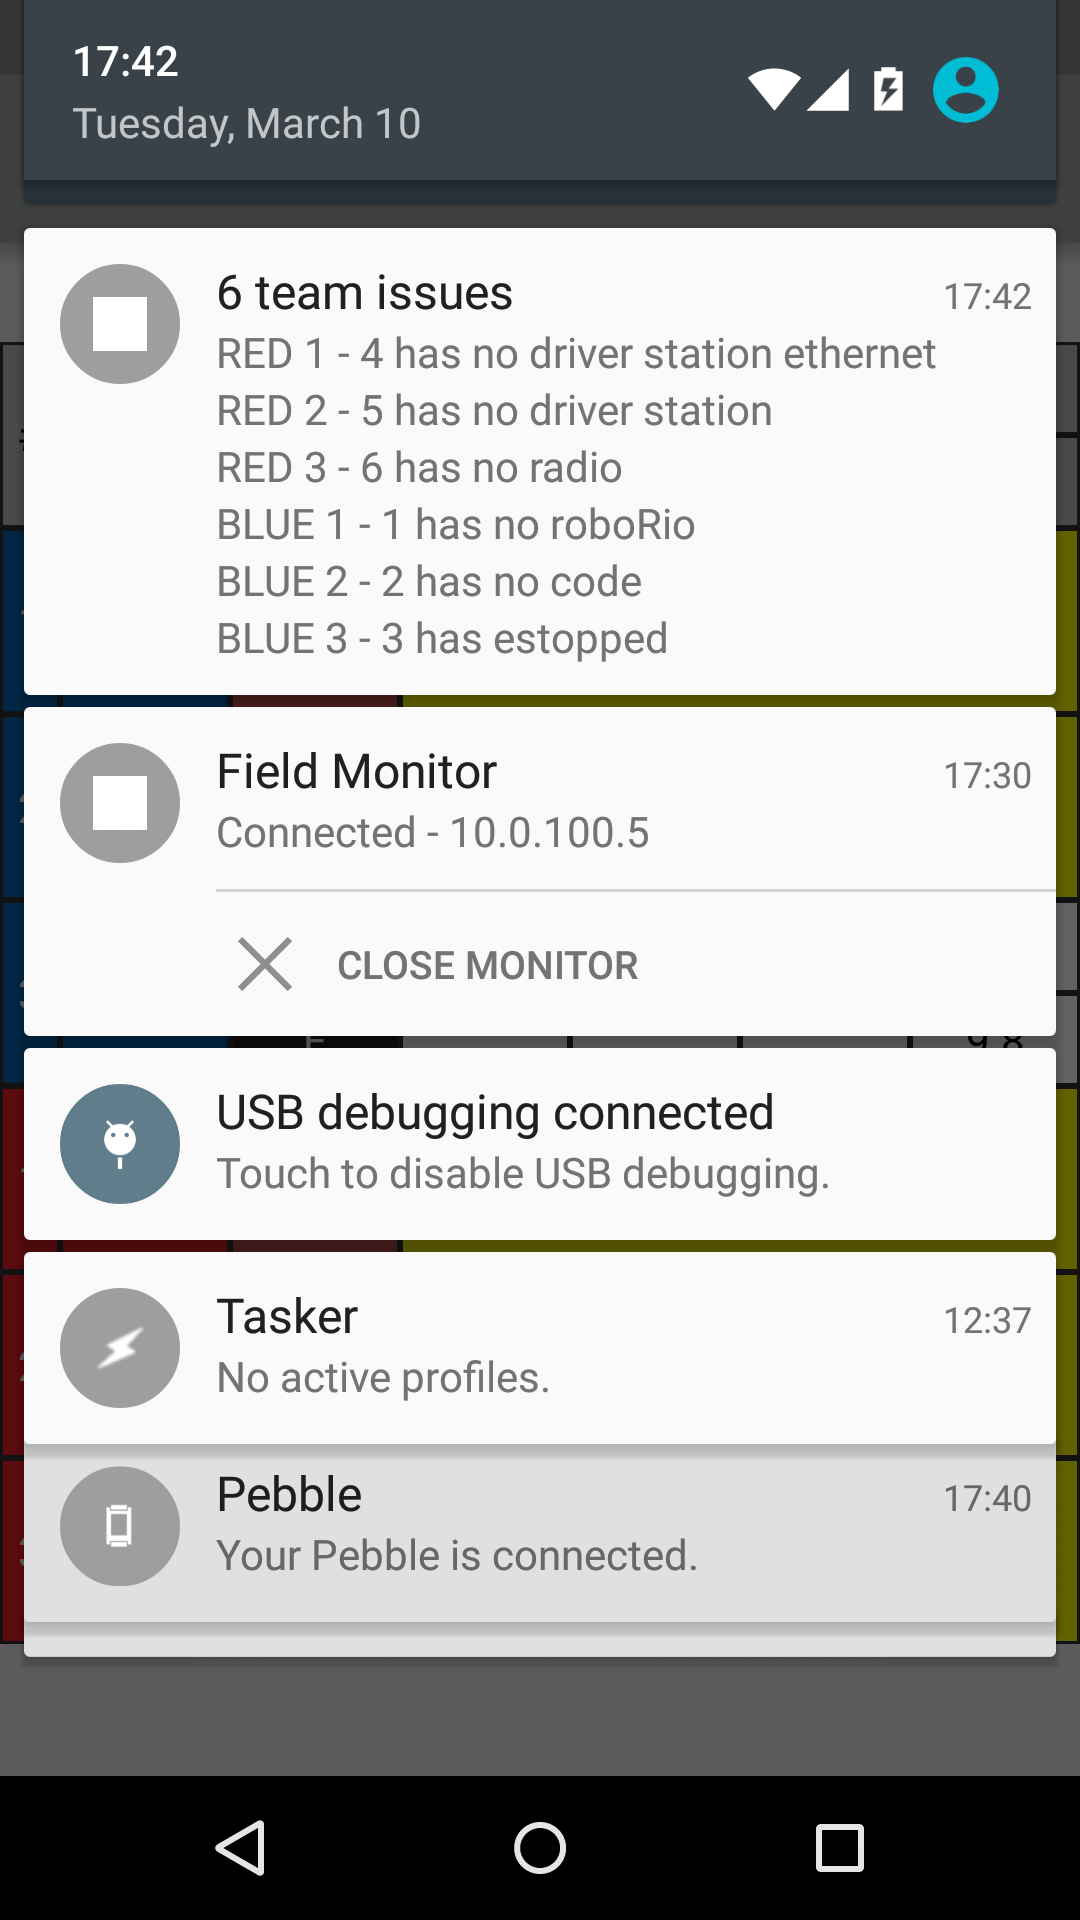 17:42
Tuesday, March 10
6 team issues 17:42
RED 1 - 4 has no driver station ethernet
RED 2 - 5 has no driver station
RED 3 - 6 has no radio
BLUE 1 - 1 has no roboRio
BLUE 2 - 2 has no code
BLUE 3 - 3 has estopped
Field Monitor 17:30
Connected - 10.0.100.5
CLOSE MONITOR
USB debugging connected
Touch to disable USB debugging.
Tasker 12:37
No active profiles.
Pebble 17:40
Your Pebble is connected.